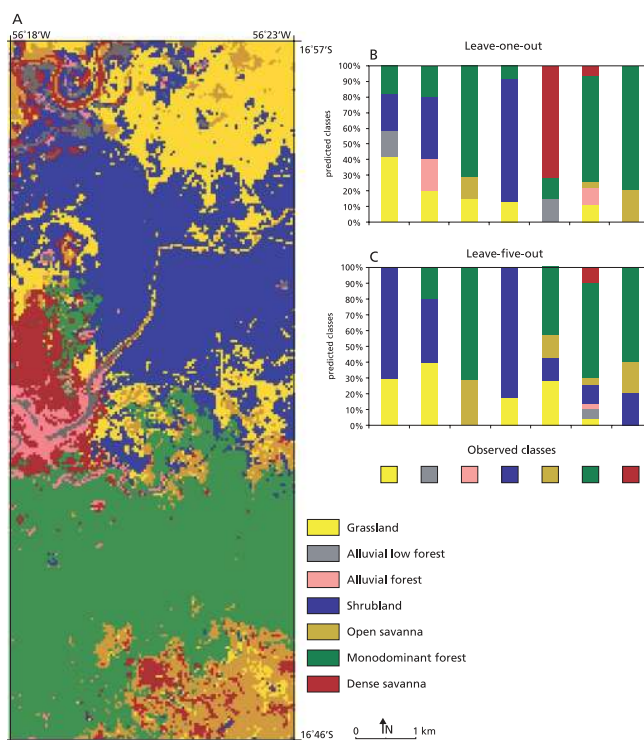 A
56°18'W
56°23'W
16°57'S
16°46'S
B
Leave-one-out
predicted classes
100%
90%
80%
70%
60%
50%
40%
30%
20%
10%
0%
C
Leave-five-out
predicted classes
100%
90%
80%
70%
60%
50%
40%
30%
20%
10%
0%
Observed classes
Grassland
Alluvial low forest
Alluvial forest
Shrubland
Open savanna
Monodominant forest
Dense savanna
N
0 1 km